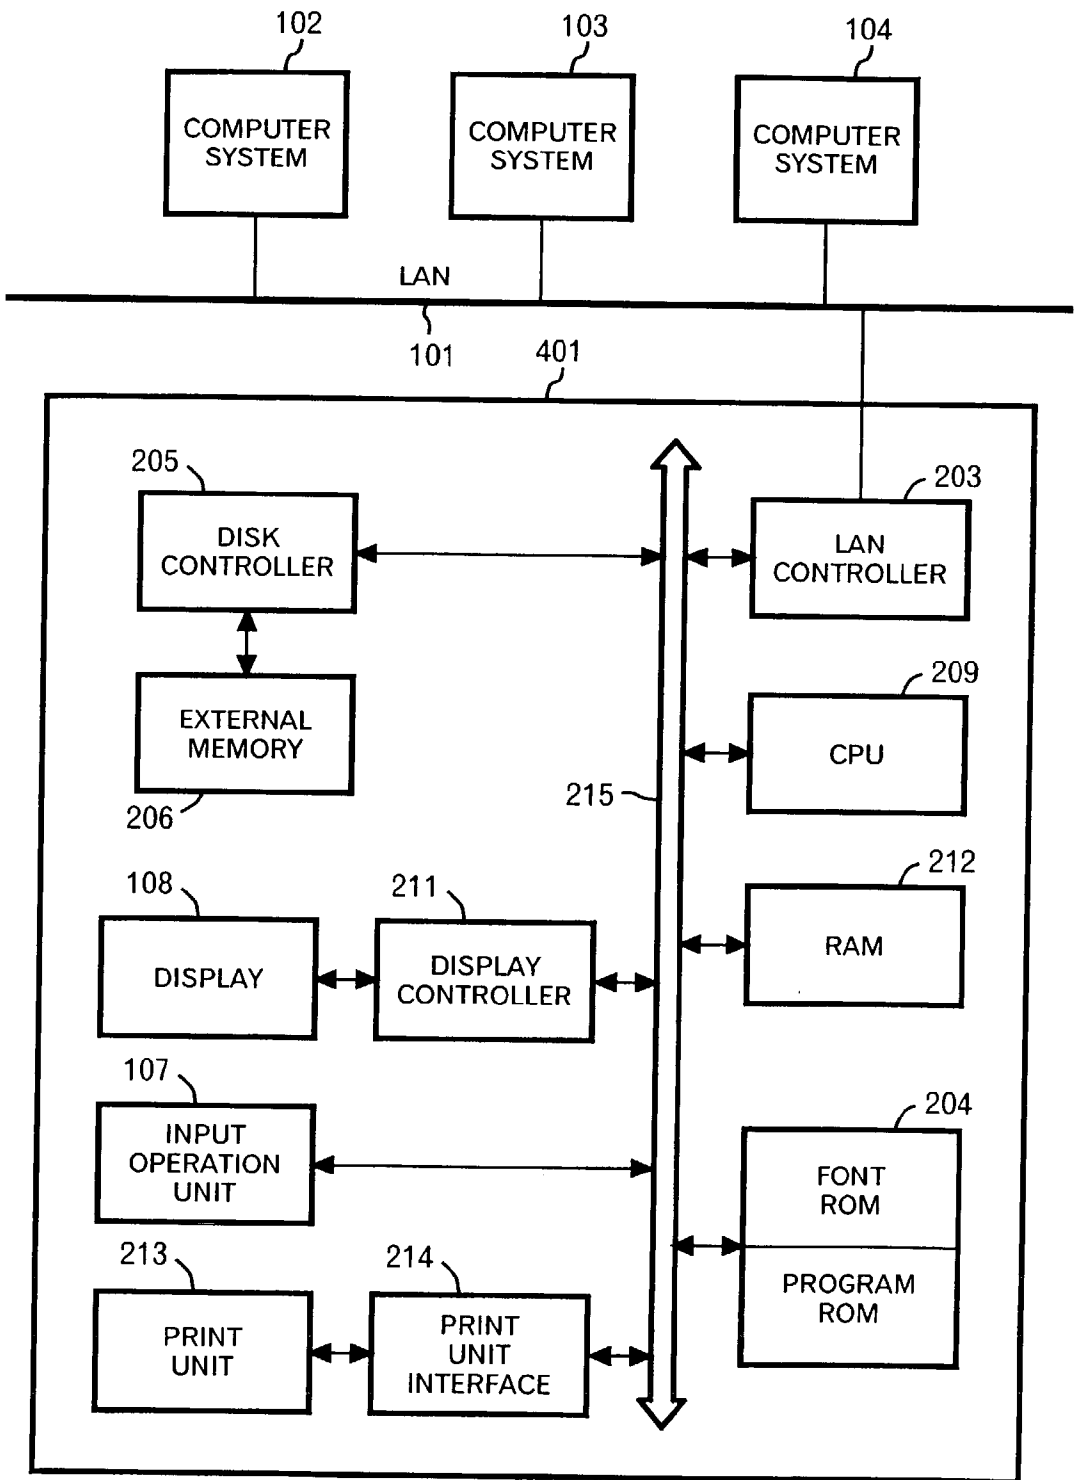 102
103
104
COMPUTER
SYSTEM
COMPUTER
SYSTEM
COMPUTER
SYSTEM
LAN
101
401
205
203
DISK
CONTROLLER
LAN
CONTROLLER
209
EXTERNAL
MEMORY
CPU
206
215
108
211
212
DISPLAY
DISPLAY
CONTROLLER
RAM
107
204
INPUT
OPERATION
UNIT
FONT
ROM
PROGRAM
ROM
213
214
PRINT
UNIT
PRINT
UNIT
INTERFACE